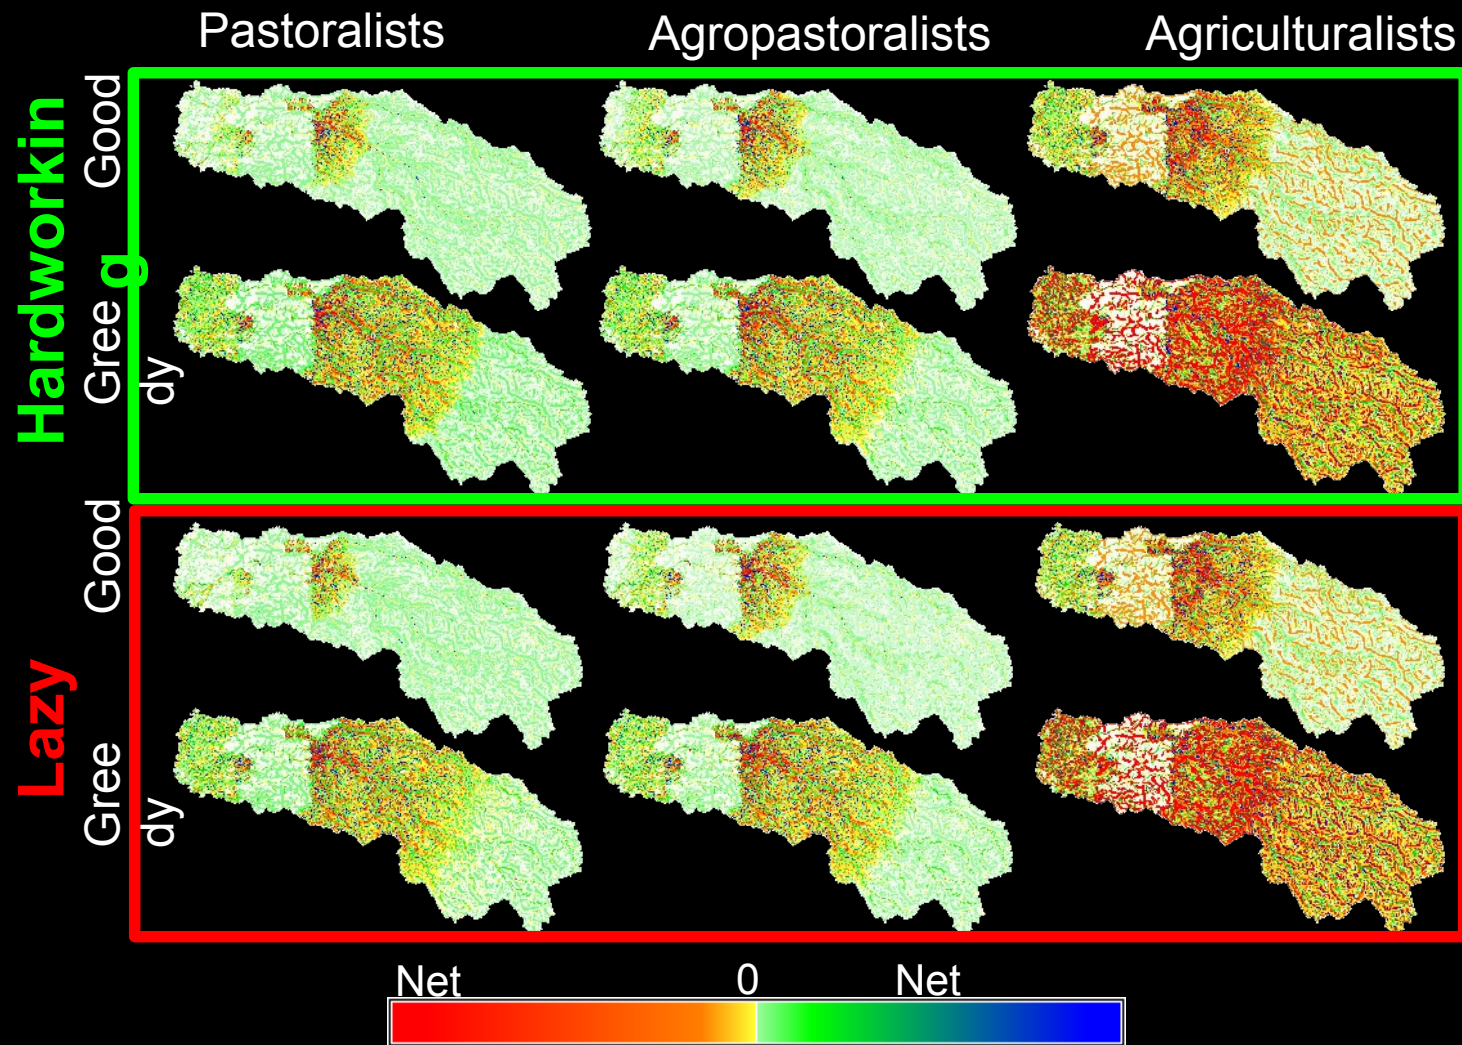 Pastoralists
Agropastoralists
Agriculturalists
Hardworkin
g
Good
Gree
dy
Lazy
Good
Gree
dy
Net
0
Net